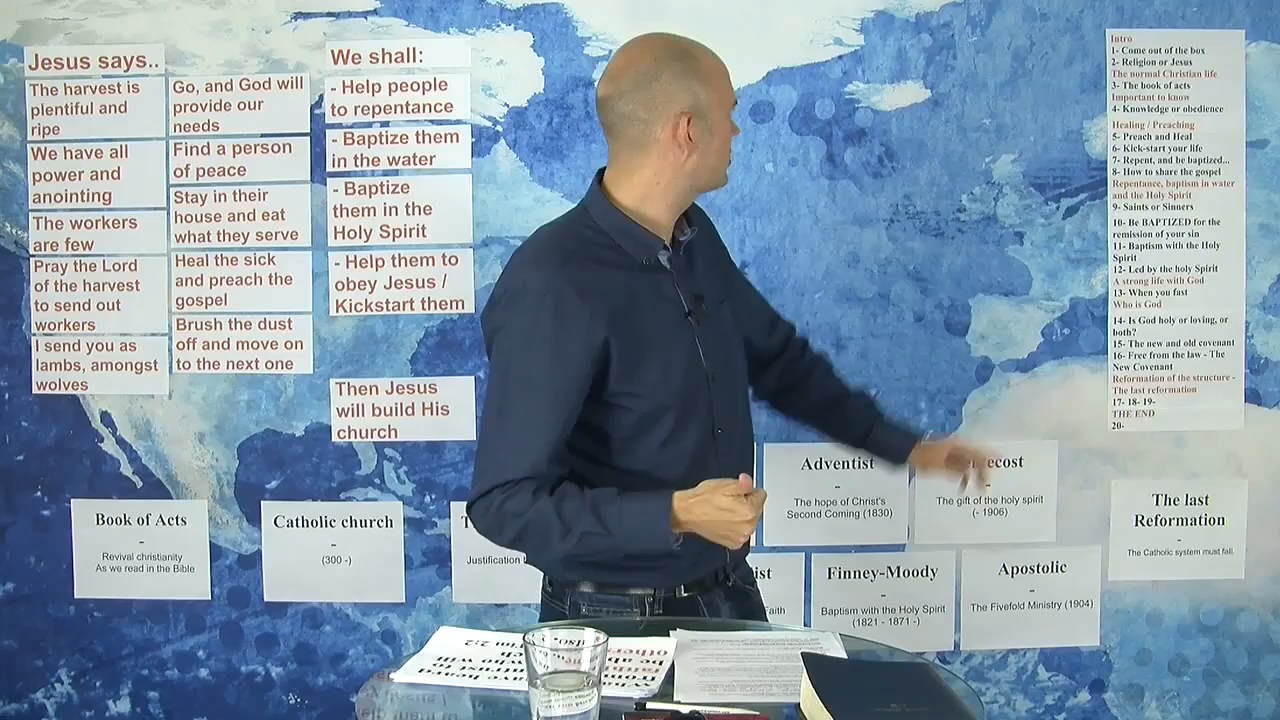 Jesus says..
The harvest is
plentiful and
ripe
We have all
power and
anointing
The workers
are few
Pray the Lord
of the harvest
to send out
workers
I send you as
lambs, amongst
wolves
Go, and God will
provide our
needs
Find a person
of peace
Stay in their
house and eat
what they serve
Heal the sick
and preach the
gospel
Brush the dust
off and move on
to the next one
We shall:
- Help people
to repentance
- Baptize them
in the water
- Baptize
them in the
Holy Spirit
- Help them to
obey Jesus /
Kickstart them
Then Jesus
will build His
church
Intro
1- Come out of the box
2- Religion or Jesus
The normal Christian life
3- The book of acts
Important to know
4- Knowledge or obedience
Healing / Preaching
5- Preach and Heal
6- Kick-start your life
7- Repent, and be baptized...
8- How to share the gospel
Repentance, baptism in water
and the Holy Spirit
9- Saints or Sinners
10- Be BAPTIZED for the
remission of your sin
11- Baptism with the Holy
Spirit
12- Led by the holy Spirit
A strong life with God
13- When you fast
Who is God
14- Is God holy or loving, or
both?
15- The new and old covenant
16- Free from the law - The
New Covenant
Reformation of the structure -
The last reformation
17- 18- 19-
THE END
20-
Book of Acts
-
Revival christianity
As we read in the Bible
Catholic church
-
(300 -)
Justification
Adventist
-
The hope of Christ's
Second Coming (1830)
-
The gift of the holy spirit
(- 1906)
Finney-Moody
-
Baptism with the Holy Spirit
(1821 - 1871 -)
Apostolic
-
The Fivefold Ministry (1904)
The last
Reformation
-
The Catholic system must fall.